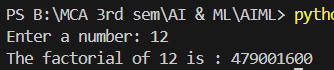 PS B:\MCA 3rd sem\AI & ML\AIML> pytho
Enter a number: 12
The factorial of 12 is : 479001600